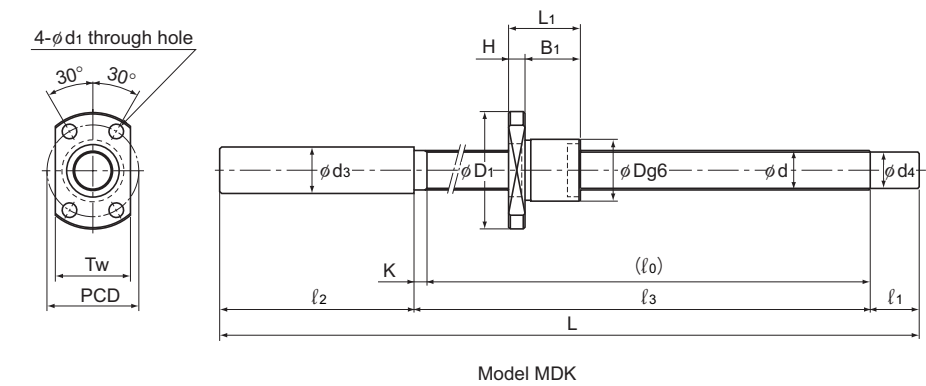 4-φd1 through hole
30°
30°
Tw
PCD
L1
H
B1
φd3
φD1
φDg6
φd
φd4
K
(ℓ0)
ℓ2
ℓ3
ℓ1
L
Model MDK